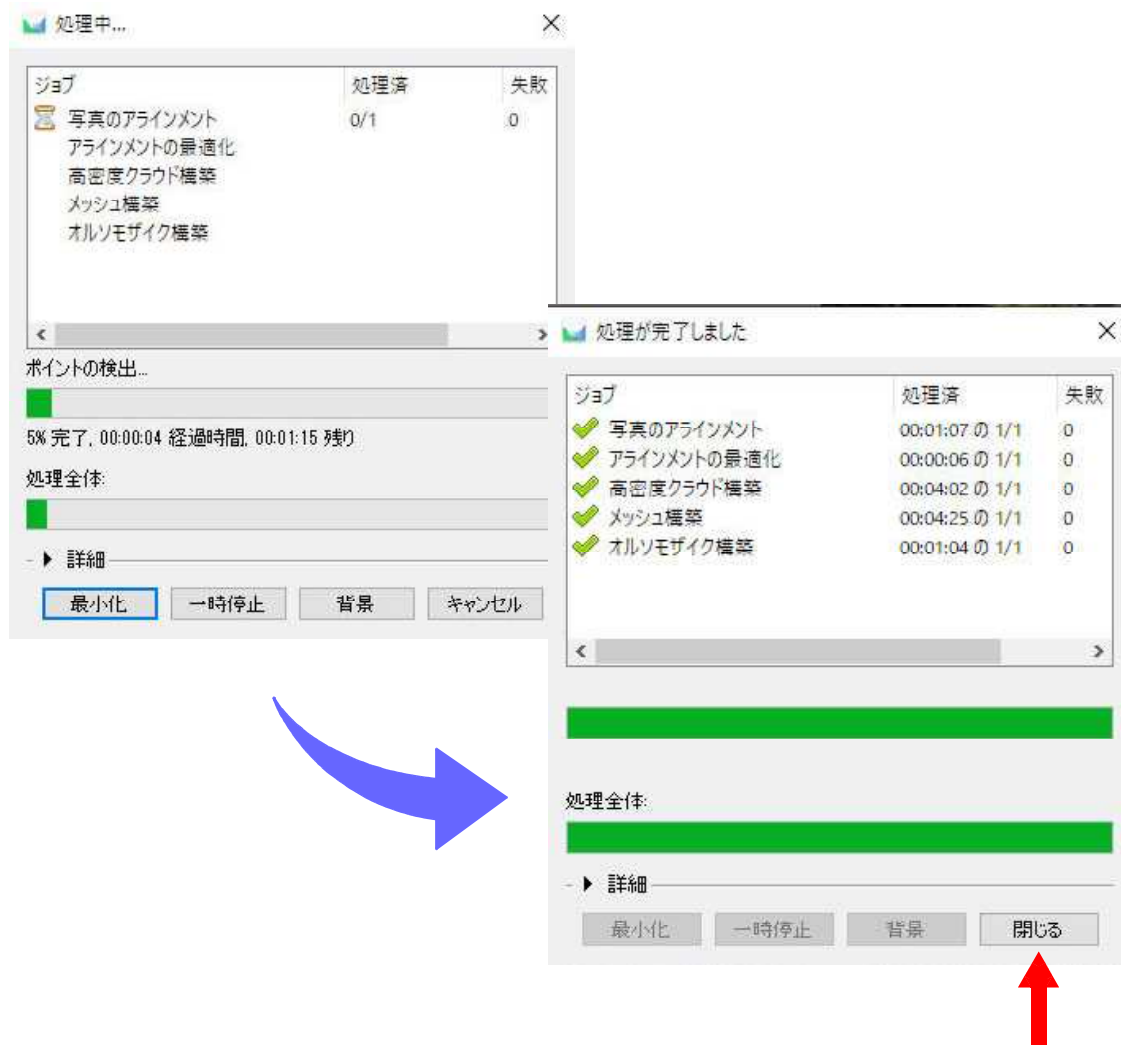 処理中...
ジョブ 処理済 失敗
写真のアラインメント 0/1 0
アラインメントの最適化
高密度クラウド構築
メッシュ構築
オルソモザイク構築
ポイントの検出...
5% 完了, 00:00:04 経過時間, 00:01:15 残り
処理全体:
詳細
最小化 一時停止 背景 キャンセル
処理が完了しました
ジョブ 処理済 失敗
写真のアラインメント 00:01:07 の 1/1 0
アラインメントの最適化 00:00:06 の 1/1 0
高密度クラウド構築 00:04:02 の 1/1 0
メッシュ構築 00:04:25 の 1/1 0
オルソモザイク構築 00:01:04 の 1/1 0
処理全体:
詳細
最小化 一時停止 背景 閉じる